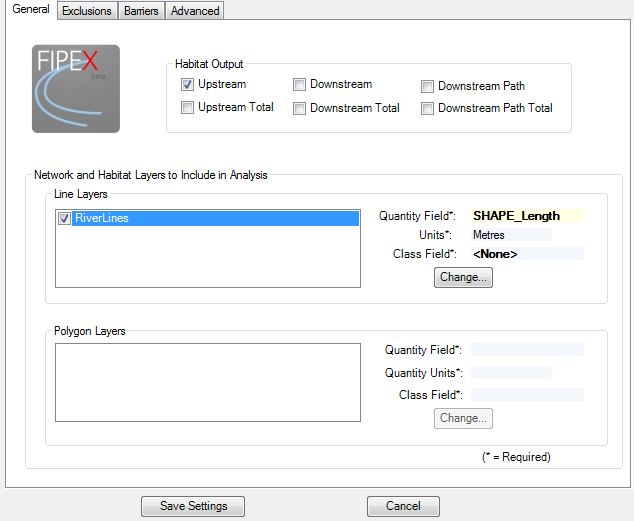 General Exclusions Barriers Advanced
FIPEX
beta
Habitat Output
Upstream Downstream Downstream Path
Upstream Total Downstream Total Downstream Path Total
Network and Habitat Layers to Include in Analysis
Line Layers
RiverLines
Quantity Field*: SHAPE_Length
Units*: Metres
Class Field*: <None>
Change...
Polygon Layers
Quantity Field*:
Quantity Units*:
Class Field*:
Change...
(* = Required)
Save Settings Cancel